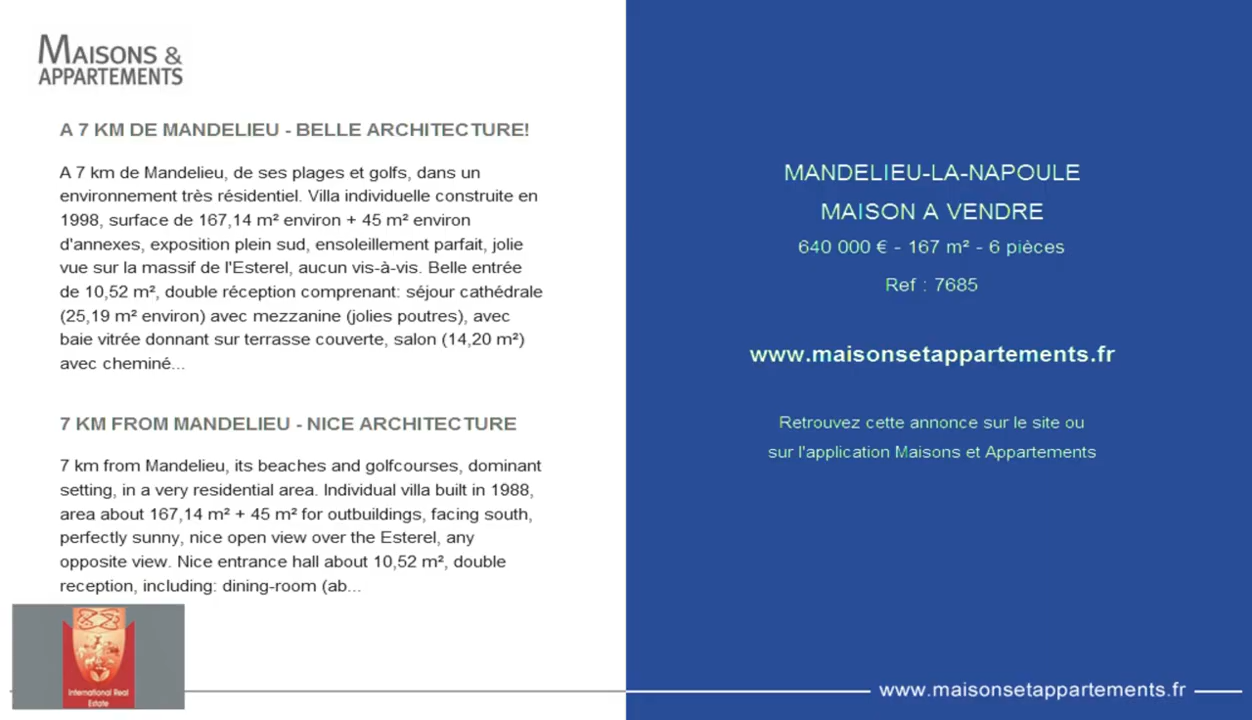 MAISONS &
APPARTEMENTS
A 7 KM DE MANDELIEU - BELLE ARCHITECTURE!
A 7 km de Mandelieu, de ses plages et golfs, dans un
environnement très résidentiel. Villa individuelle construite en
1998, surface de 167,14 m² environ + 45 m² environ
d'annexes, exposition plein sud, ensoleillement parfait, jolie
vue sur la massif de l'Esterel, aucun vis-à-vis. Belle entrée
de 10,52 m², double réception comprenant: séjour cathédrale
(25,19 m² environ) avec mezzanine (jolies poutres), avec
baie vitrée donnant sur terrasse couverte, salon (14,20 m²)
avec cheminé...
7 KM FROM MANDELIEU - NICE ARCHITECTURE
7 km from Mandelieu, its beaches and golfcourses, dominant
setting, in a very residential area. Individual villa built in 1988,
area about 167,14 m² + 45 m² for outbuildings, facing south,
perfectly sunny, nice open view over the Esterel, any
opposite view. Nice entrance hall about 10,52 m², double
reception, including: dining-room (ab...
International Real
Estate
MANDELIEU-LA-NAPOULE
MAISON A VENDRE
640 000 € - 167 m² - 6 pièces
Ref : 7685
www.maisonsetappartements.fr
Retrouvez cette annonce sur le site ou
sur l'application Maisons et Appartements
www.maisonsetappartements.fr